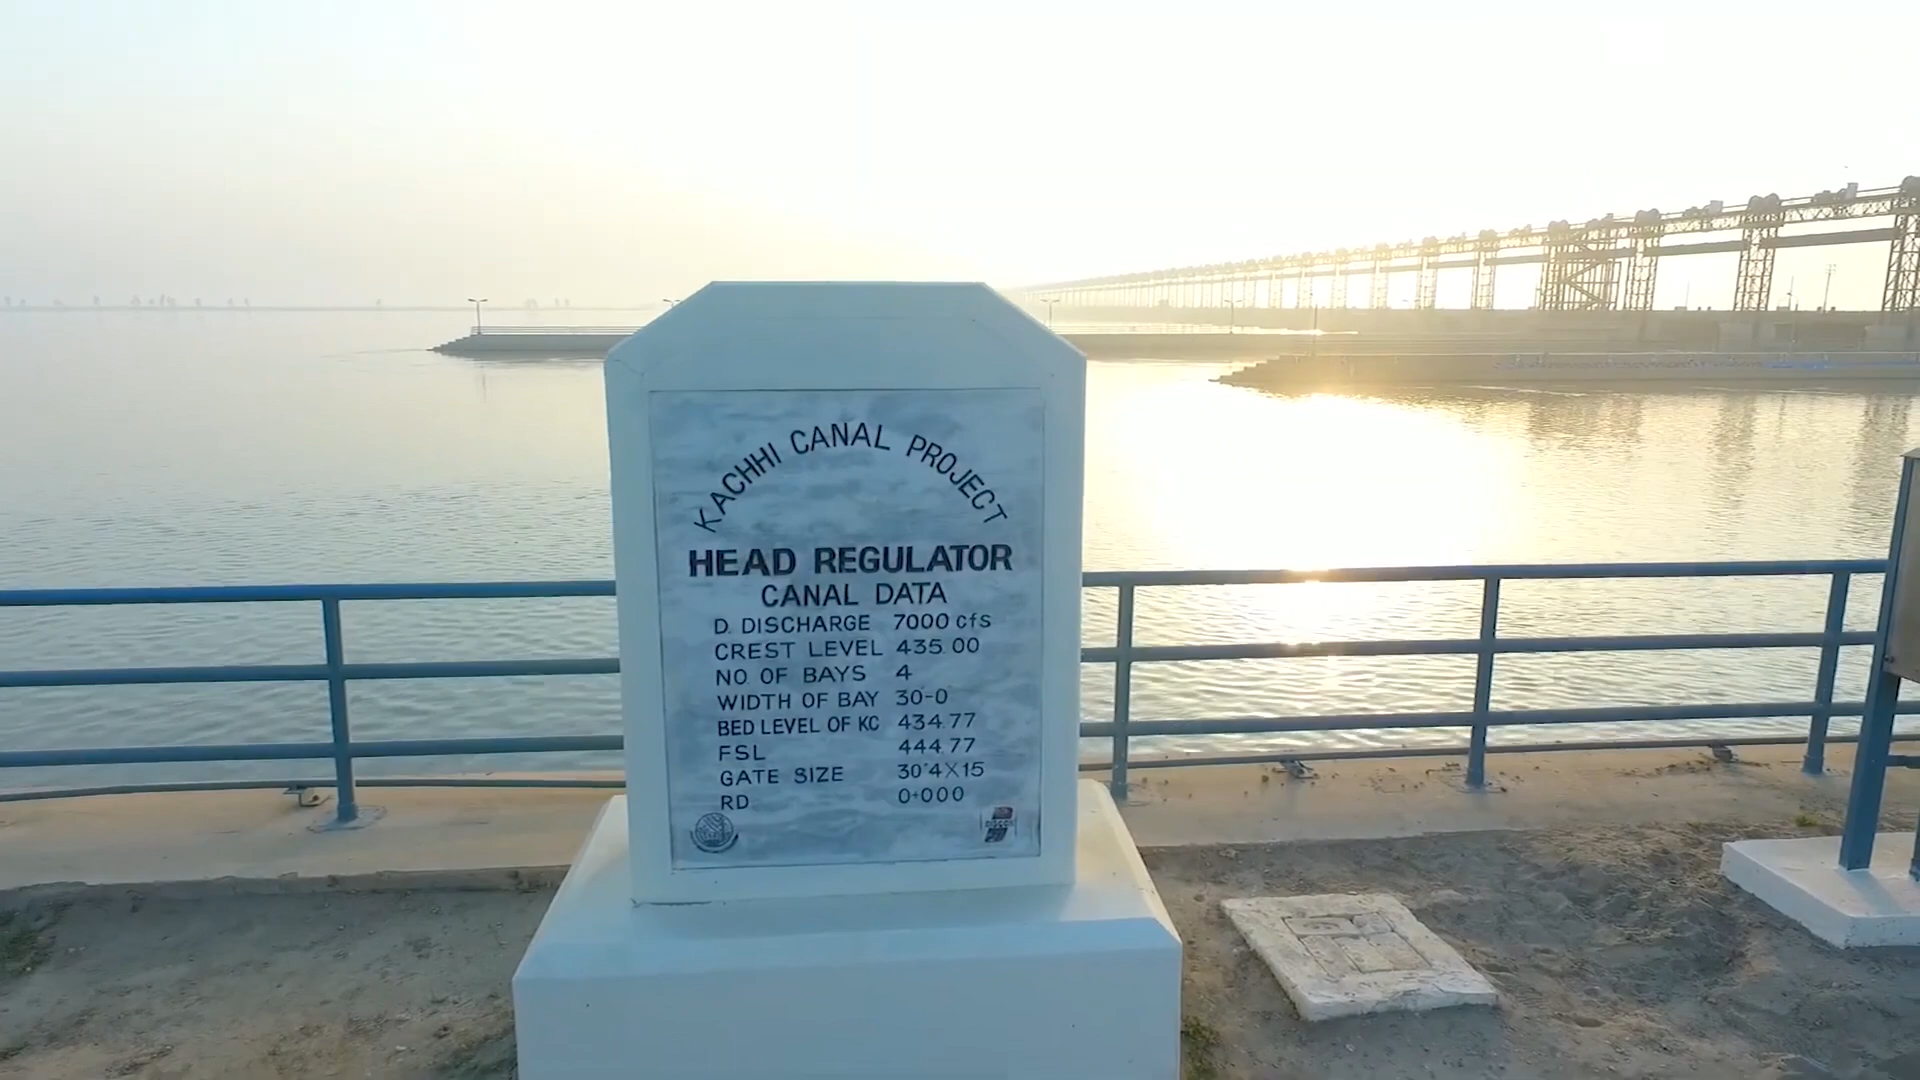 KACHHI CANAL PROJECT
HEAD REGULATOR
CANAL DATA
D. DISCHARGE 7000 cfs
CREST LEVEL 435.00
NO. OF BAYS 4
WIDTH OF BAY 30-0
BED LEVEL OF KC 434.77
FSL 444.77
GATE SIZE 30'4X15
RD 0+000